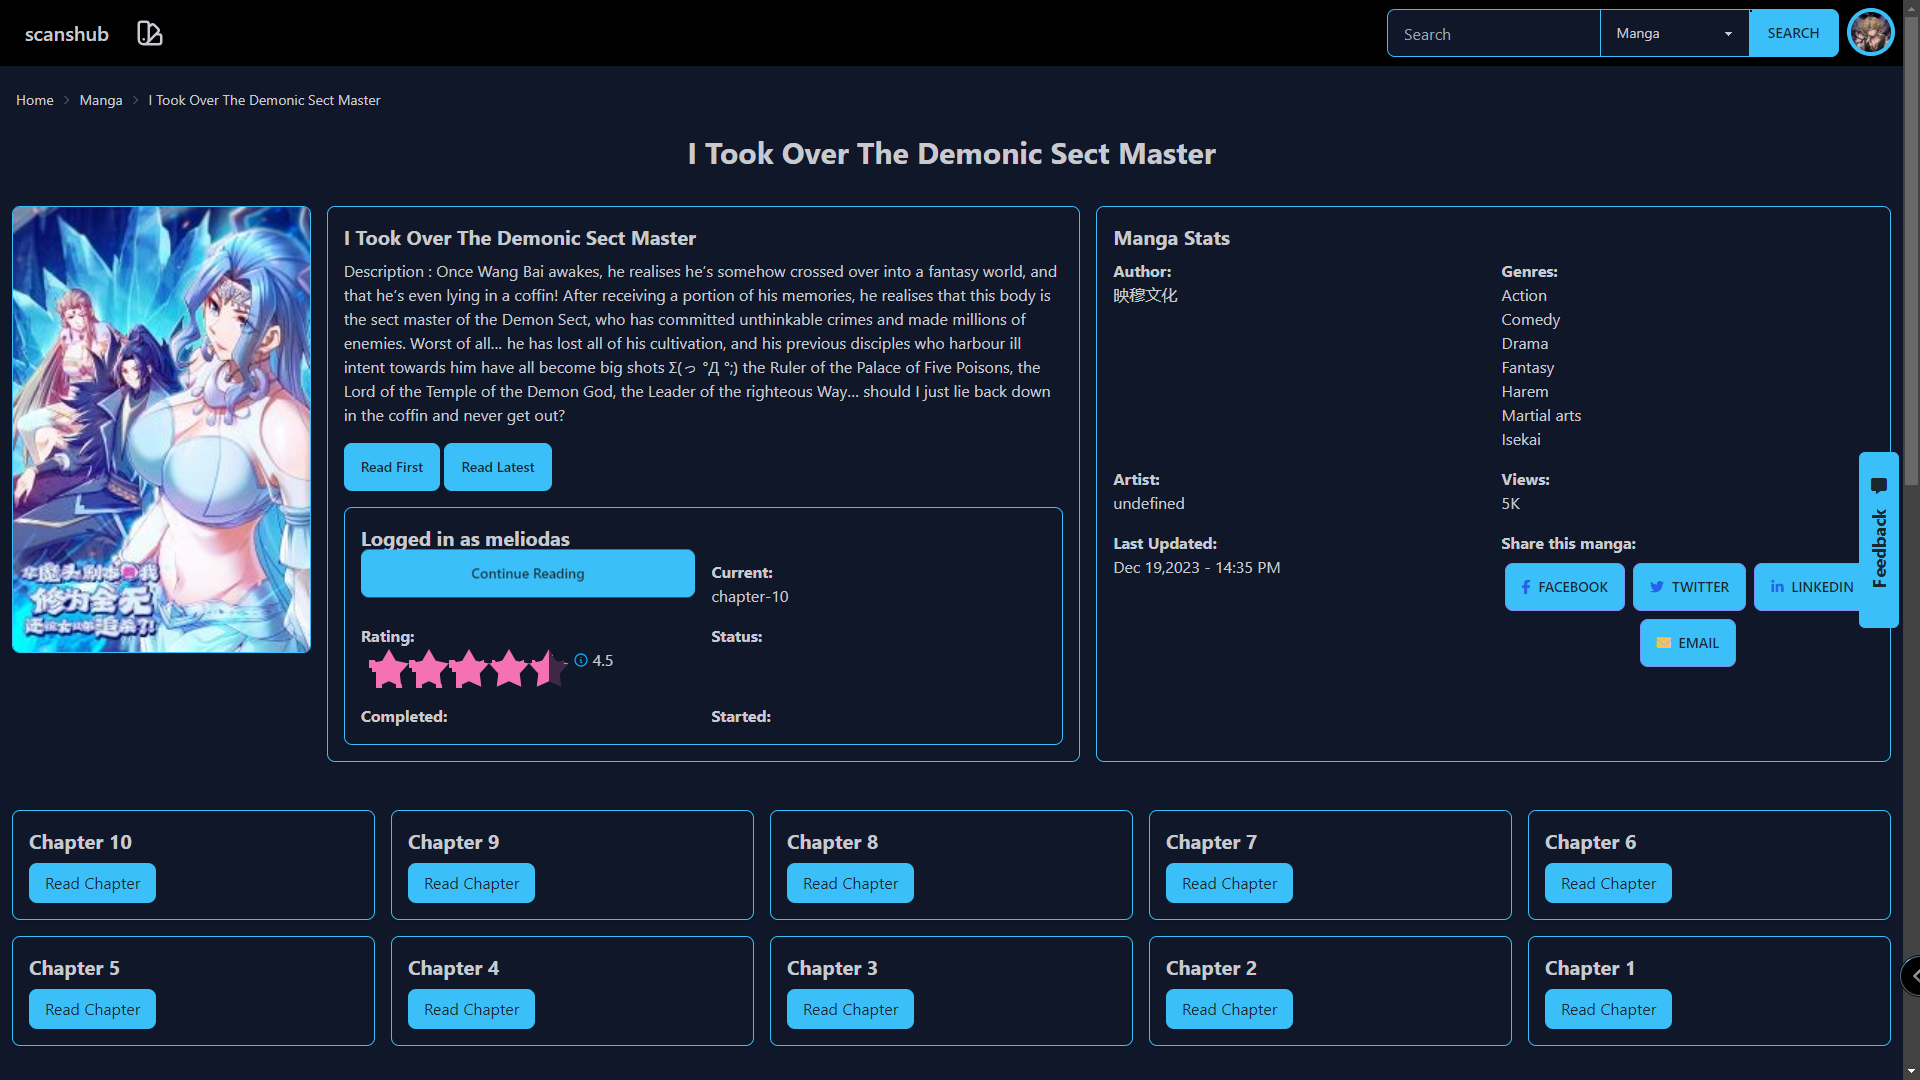 scanshub
Search
Manga
SEARCH
Home
Manga
I Took Over The Demonic Sect Master
I Took Over The Demonic Sect Master
修为全无
I Took Over The Demonic Sect Master
Description : Once Wang Bai awakes, he realises he’s somehow crossed over into a fantasy world, and
that he’s even lying in a coffin! After receiving a portion of his memories, he realises that this body is
the sect master of the Demon Sect, who has committed unthinkable crimes and made millions of
enemies. Worst of all… he has lost all of his cultivation, and his previous disciples who harbour ill
intent towards him have all become big shots Σ(っ °Д °;) the Ruler of the Palace of Five Poisons, the
Lord of the Temple of the Demon God, the Leader of the righteous Way… should I just lie back down
in the coffin and never get out?
Read First
Read Latest
Logged in as meliodas
Continue Reading
Current:
chapter-10
Rating:
4.5
Status:
Completed:
Started:
Manga Stats
Author:
映穆文化
Genres:
Action
Comedy
Drama
Fantasy
Harem
Martial arts
Isekai
Artist:
undefined
Views:
5K
Last Updated:
Dec 19,2023 - 14:35 PM
Share this manga:
FACEBOOK
TWITTER
LINKEDIN
EMAIL
Feedback
Chapter 10
Read Chapter
Chapter 9
Read Chapter
Chapter 8
Read Chapter
Chapter 7
Read Chapter
Chapter 6
Read Chapter
Chapter 5
Read Chapter
Chapter 4
Read Chapter
Chapter 3
Read Chapter
Chapter 2
Read Chapter
Chapter 1
Read Chapter